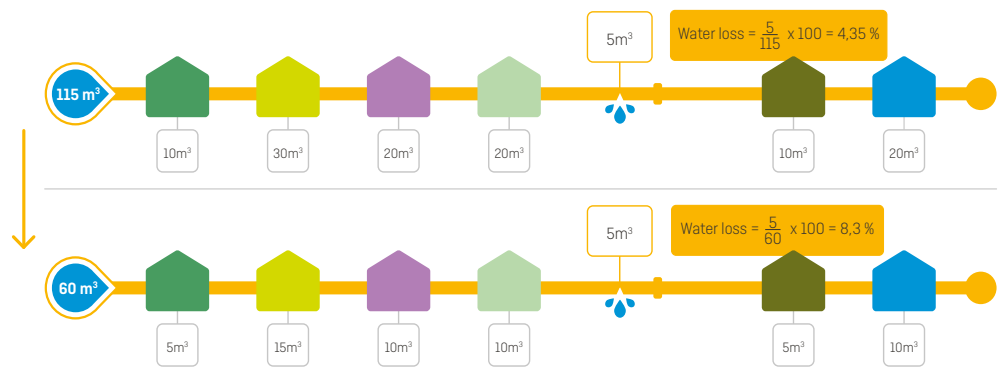 5m³
Water loss = 5/115 x 100 = 4,35 %
115 m³
10m³
30m³
20m³
20m³
10m³
20m³
5m³
Water loss = 5/60 x 100 = 8,3 %
60 m³
5m³
15m³
10m³
10m³
5m³
10m³